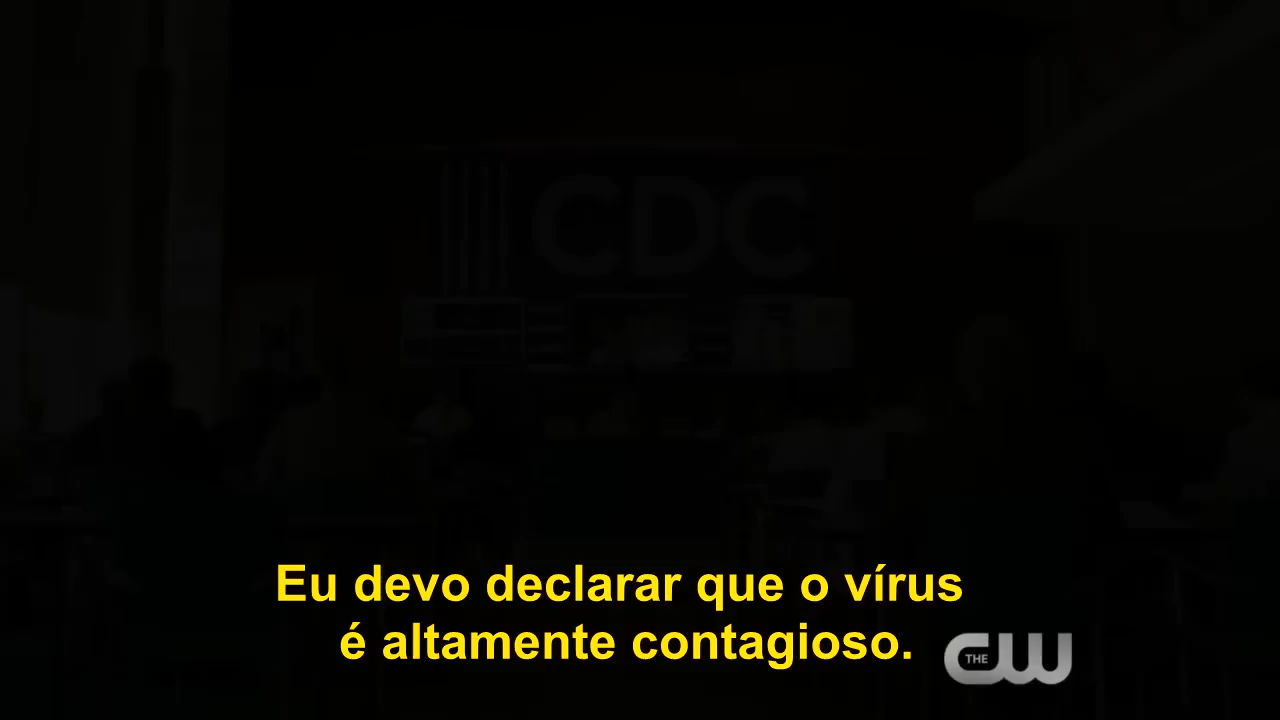 CDC
Eu devo declarar que o vírus
é altamente contagioso.
THE CW